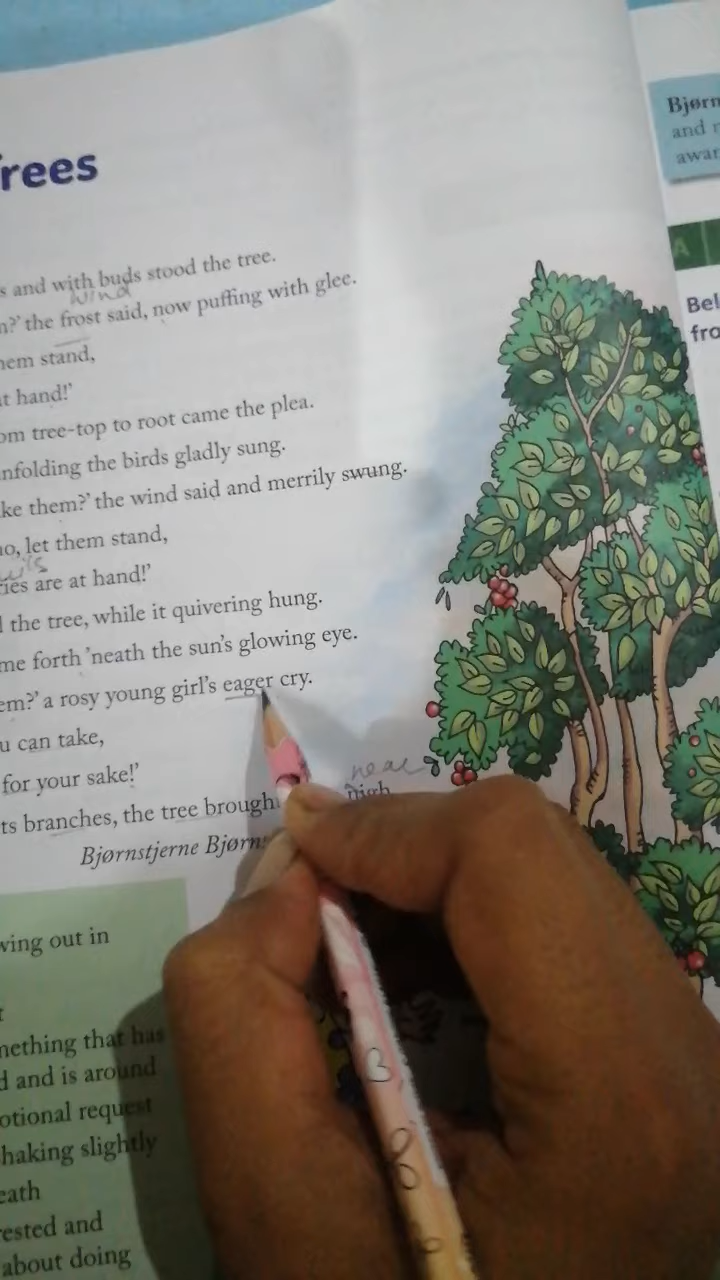 rees
s and with buds stood the tree.
wind
n?' the frost said, now puffing with glee.
hem stand,
at hand!'
om tree-top to root came the plea.
nfolding the birds gladly sung.
ke them?' the wind said and merrily swung.
no, let them stand,
ies are at hand!'
d the tree, while it quivering hung.
me forth 'neath the sun's glowing eye.
em?' a rosy young girl's eager cry.
u can take,
for your sake!'
near
ts branches, the tree brough nigh
Bjørnstjerne Bjørns
wing out in
t
mething that has
d and is around
otional request
haking slightly
eath
rested and
about doing
Bjørn
and
awar
A
Bel
fro